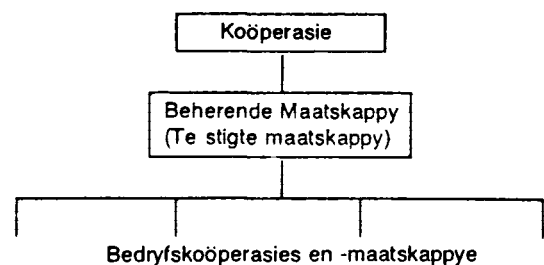 Koöperasie
Beherende Maatskappy
(Te stigte maatskappy)
Bedryfskoöperasies en -maatskappye